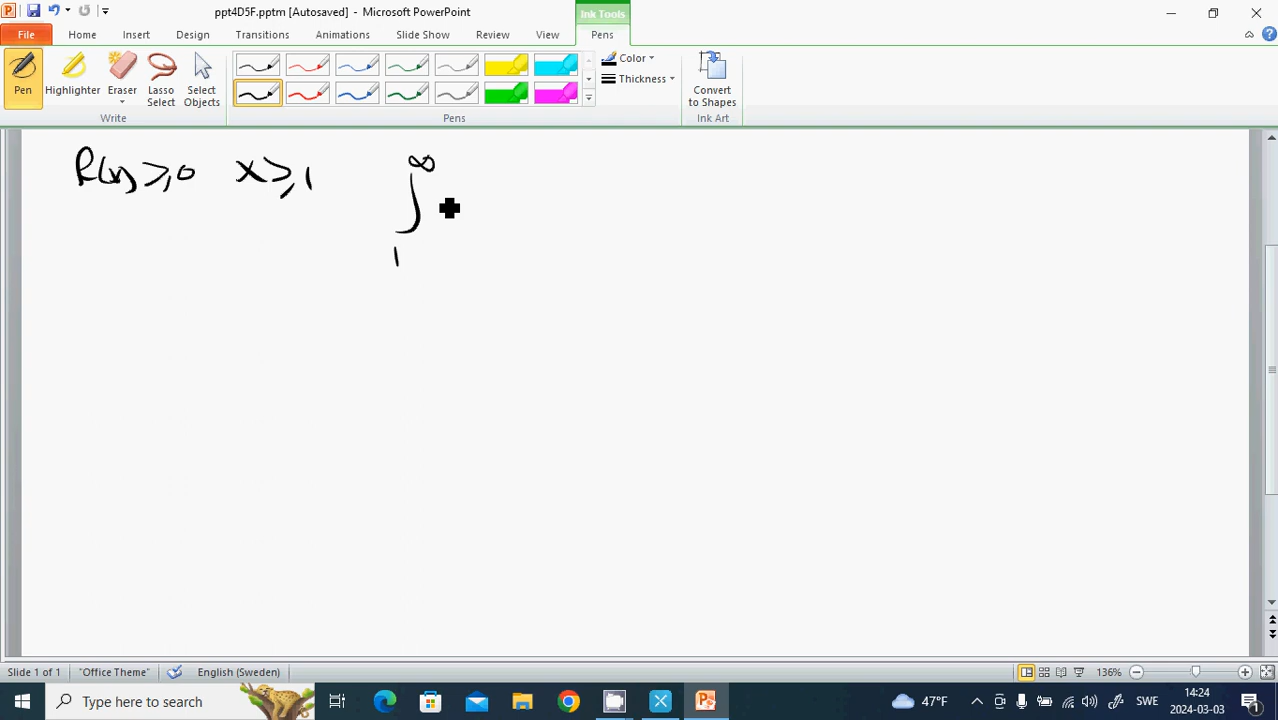 ppt4D5F.pptm [Autosaved] - Microsoft PowerPoint
Ink Tools
File Home Insert Design Transitions Animations Slide Show Review View Pens
Pen Highlighter Eraser Lasso Select Select Objects
Color
Thickness
Convert to Shapes
Write Pens Ink Art
R(x) ≥ 0 x ≥ 1 ∫
∞
1
Slide 1 of 1 "Office Theme" English (Sweden) 136%
Type here to search 47°F SWE 14:24
2024-03-03 1